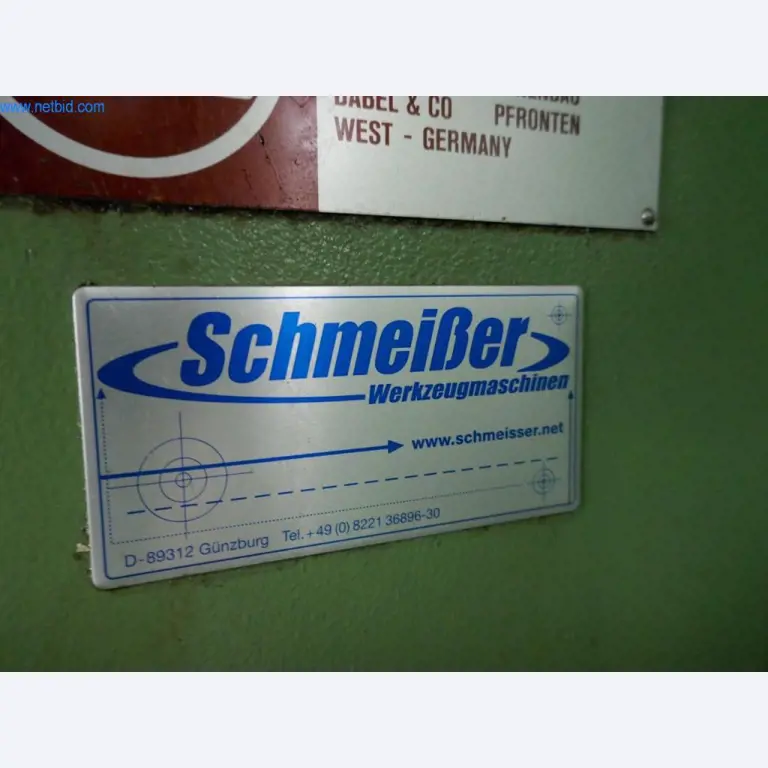 www.netbid.com
BABEL & CO PFRONTEN
WEST - GERMANY
Schmeißer
Werkzeugmaschinen
www.schmeisser.net
D-89312 Günzburg Tel.+49 (0) 8221 36896-30